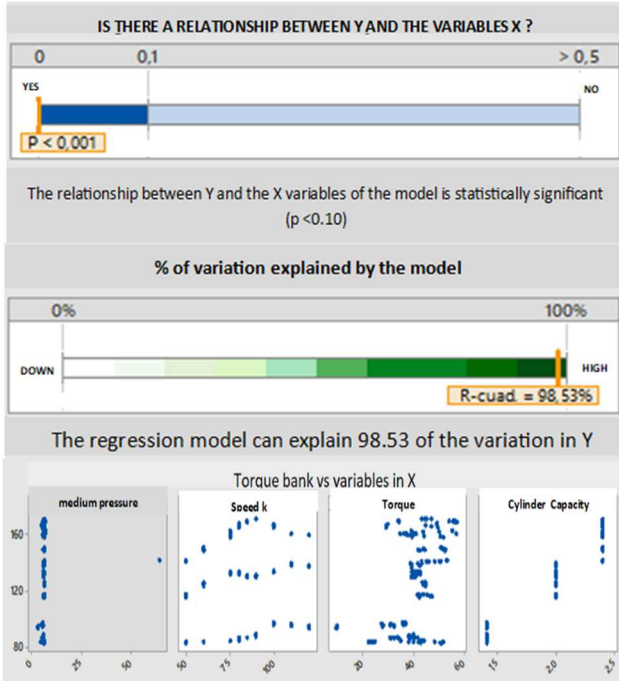 IS THERE A RELATIONSHIP BETWEEN Y AND THE VARIABLES X ?
0 0,1 > 0,5
YES NO
P < 0,001
The relationship between Y and the X variables of the model is statistically significant
(p <0.10)
% of variation explained by the model
0% 100%
DOWN HIGH
R-cuad. = 98,53%
The regression model can explain 98.53 of the variation in Y
Torque bank vs variables in X
medium pressure Speed k Torque Cylinder Capacity
160
120
80
0 25 50 50 75 100 20 40 60 1.5 2.0 2.5